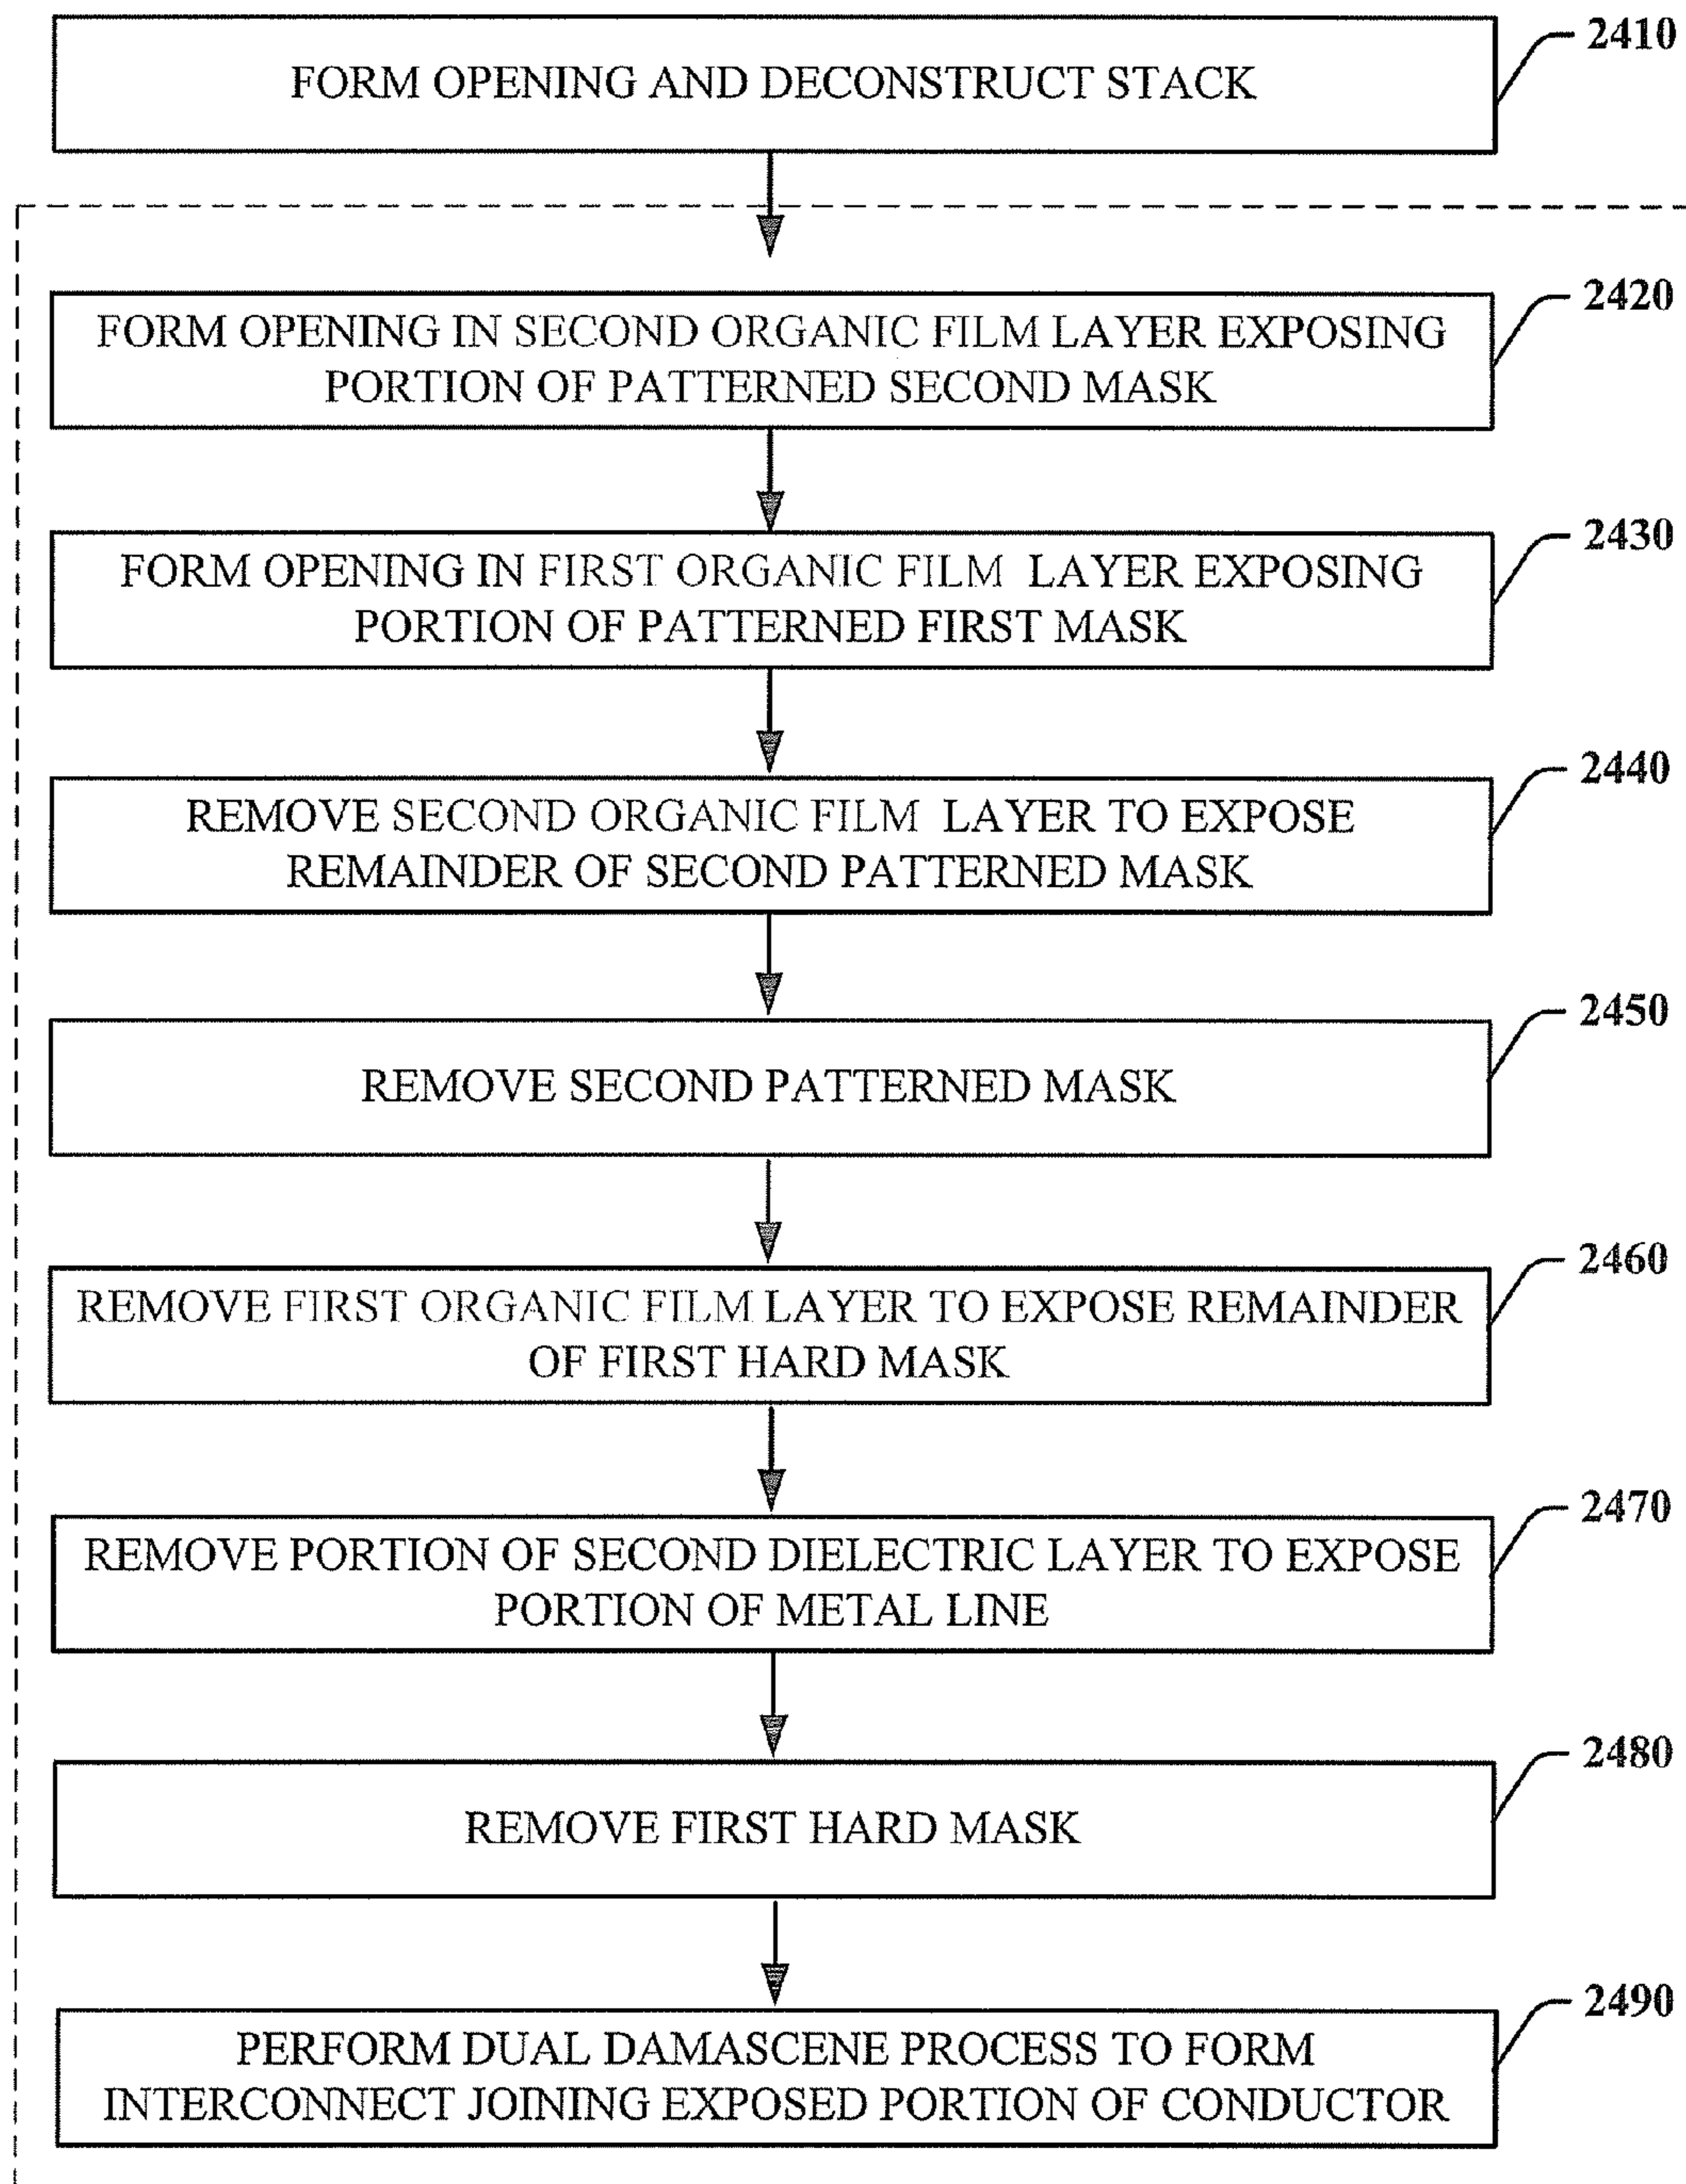 2410
FORM OPENING AND DECONSTRUCT STACK
2420
FORM OPENING IN SECOND ORGANIC FILM LAYER EXPOSING
PORTION OF PATTERNED SECOND MASK
2430
FORM OPENING IN FIRST ORGANIC FILM LAYER EXPOSING
PORTION OF PATTERNED FIRST MASK
2440
REMOVE SECOND ORGANIC FILM LAYER TO EXPOSE
REMAINDER OF SECOND PATTERNED MASK
2450
REMOVE SECOND PATTERNED MASK
2460
REMOVE FIRST ORGANIC FILM LAYER TO EXPOSE REMAINDER
OF FIRST HARD MASK
2470
REMOVE PORTION OF SECOND DIELECTRIC LAYER TO EXPOSE
PORTION OF METAL LINE
2480
REMOVE FIRST HARD MASK
2490
PERFORM DUAL DAMASCENE PROCESS TO FORM
INTERCONNECT JOINING EXPOSED PORTION OF CONDUCTOR